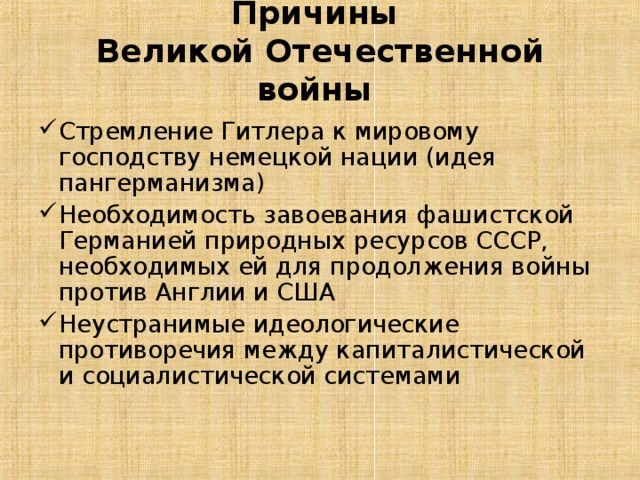 Причины
Великой Отечественной
войны
✓ Стремление Гитлера к мировому
господству немецкой нации (идея
пангерманизма)
✓ Необходимость завоевания фашистской
Германией природных ресурсов СССР,
необходимых ей для продолжения войны
против Англии и США
✓ Неустранимые идеологические
противоречия между капиталистической
и социалистической системами